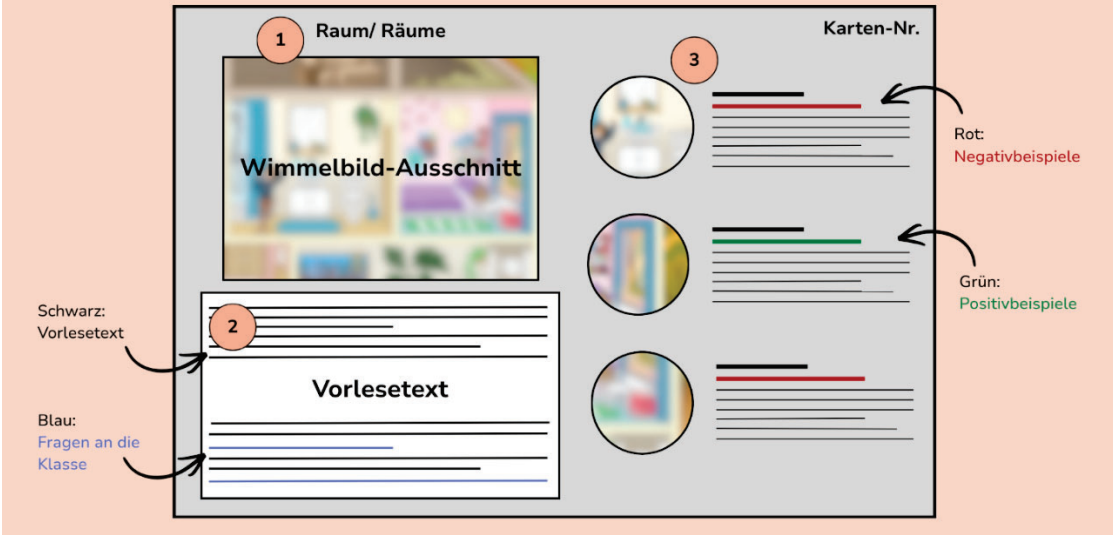 1
Raum/ Räume
Karten-Nr.
Wimmelbild-Ausschnitt
3
Rot:
Negativbeispiele
Grün:
Positivbeispiele
Schwarz:
Vorlesetext
2
Vorlesetext
Blau:
Fragen an die
Klasse